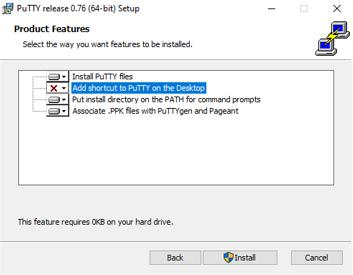 PuTTY release 0.76 (64-bit) Setup
Product Features
Select the way you want features to be installed.
Install PuTTY files
Add shortcut to PuTTY on the Desktop
Put install directory on the PATH for command prompts
Associate .PPK files with PuTTYgen and Pageant
This feature requires 0KB on your hard drive.
Back Install Cancel